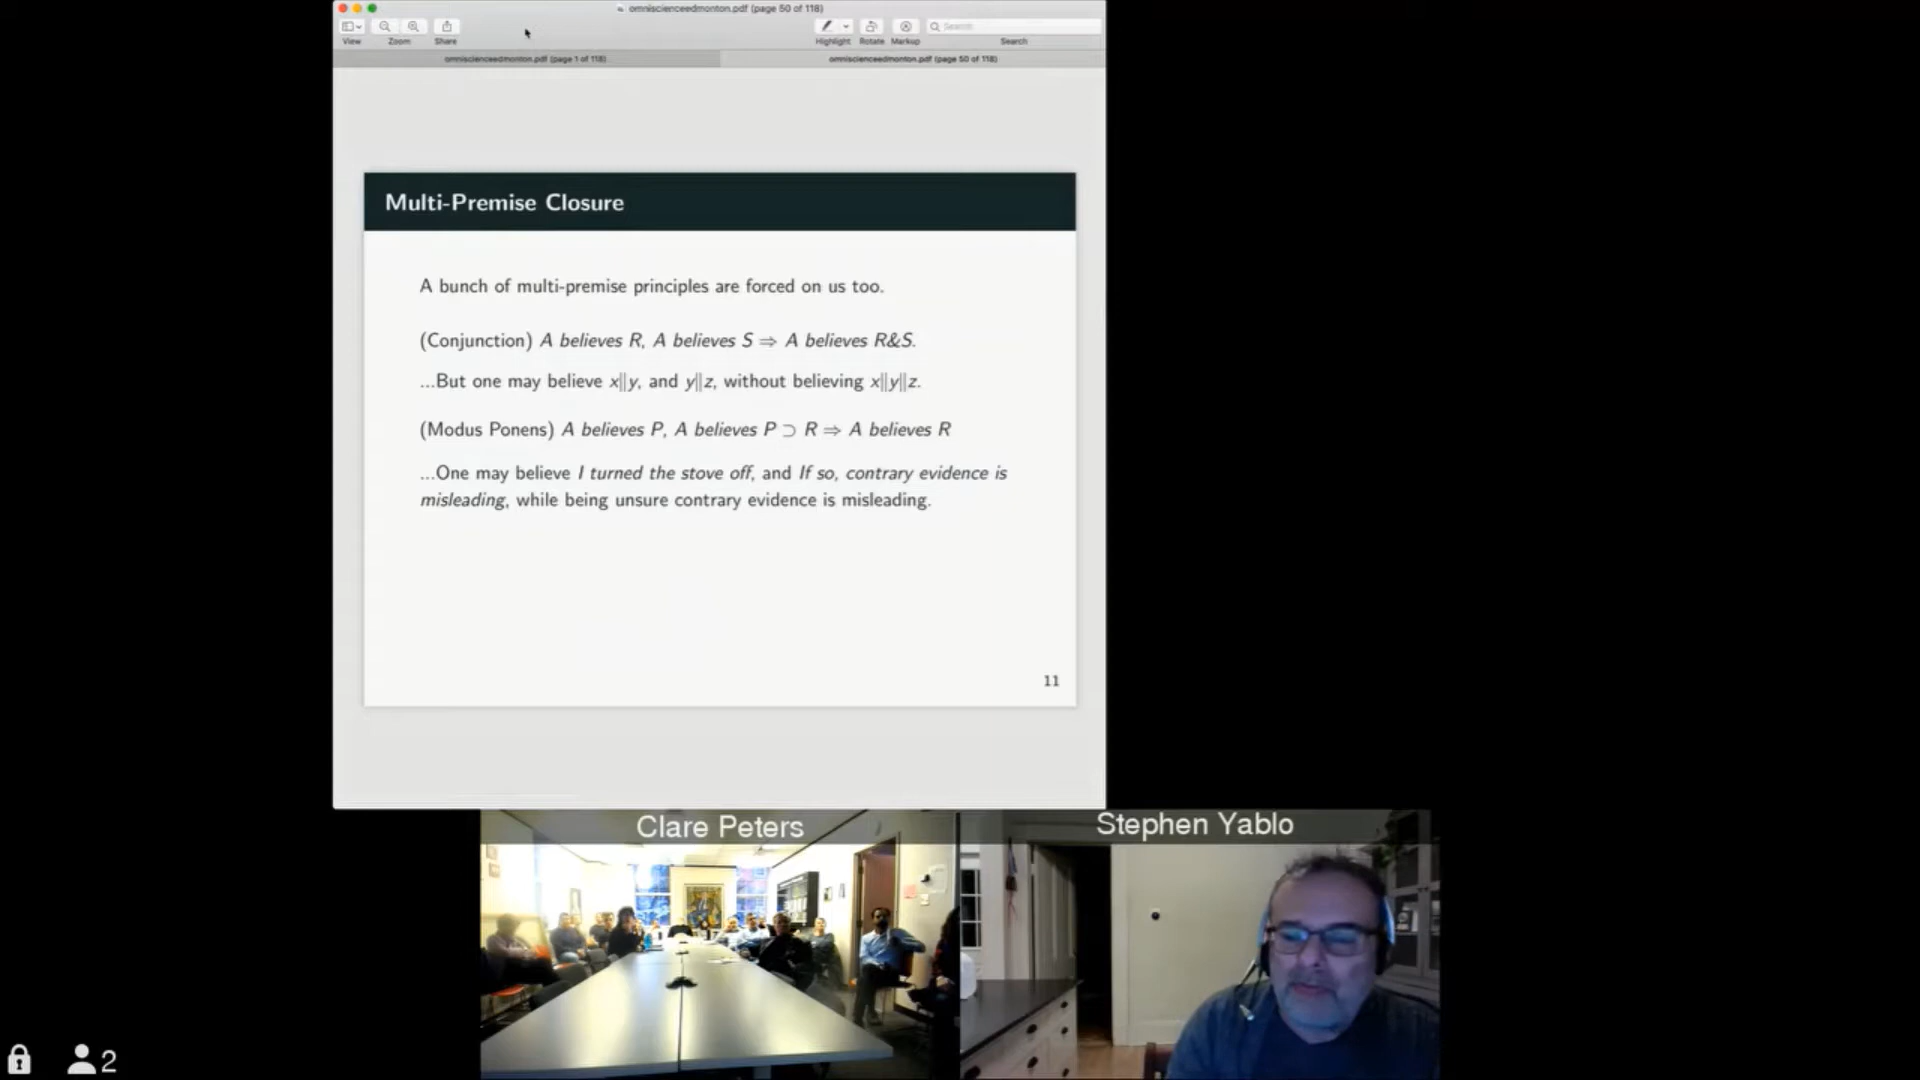 omniscienceedmonton.pdf (page 50 of 118)
View Zoom Share Highlight Rotate Markup Search
Search
omniscienceedmonton.pdf (page 1 of 118) omniscienceedmonton.pdf (page 50 of 118)
Multi-Premise Closure
A bunch of multi-premise principles are forced on us too.
(Conjunction) A believes R, A believes S ⇒ A believes R&S.
...But one may believe x||y, and y||z, without believing x||y||z.
(Modus Ponens) A believes P, A believes P ⊃ R ⇒ A believes R
...One may believe I turned the stove off, and If so, contrary evidence is
misleading, while being unsure contrary evidence is misleading.
11
Clare Peters
Stephen Yablo
2